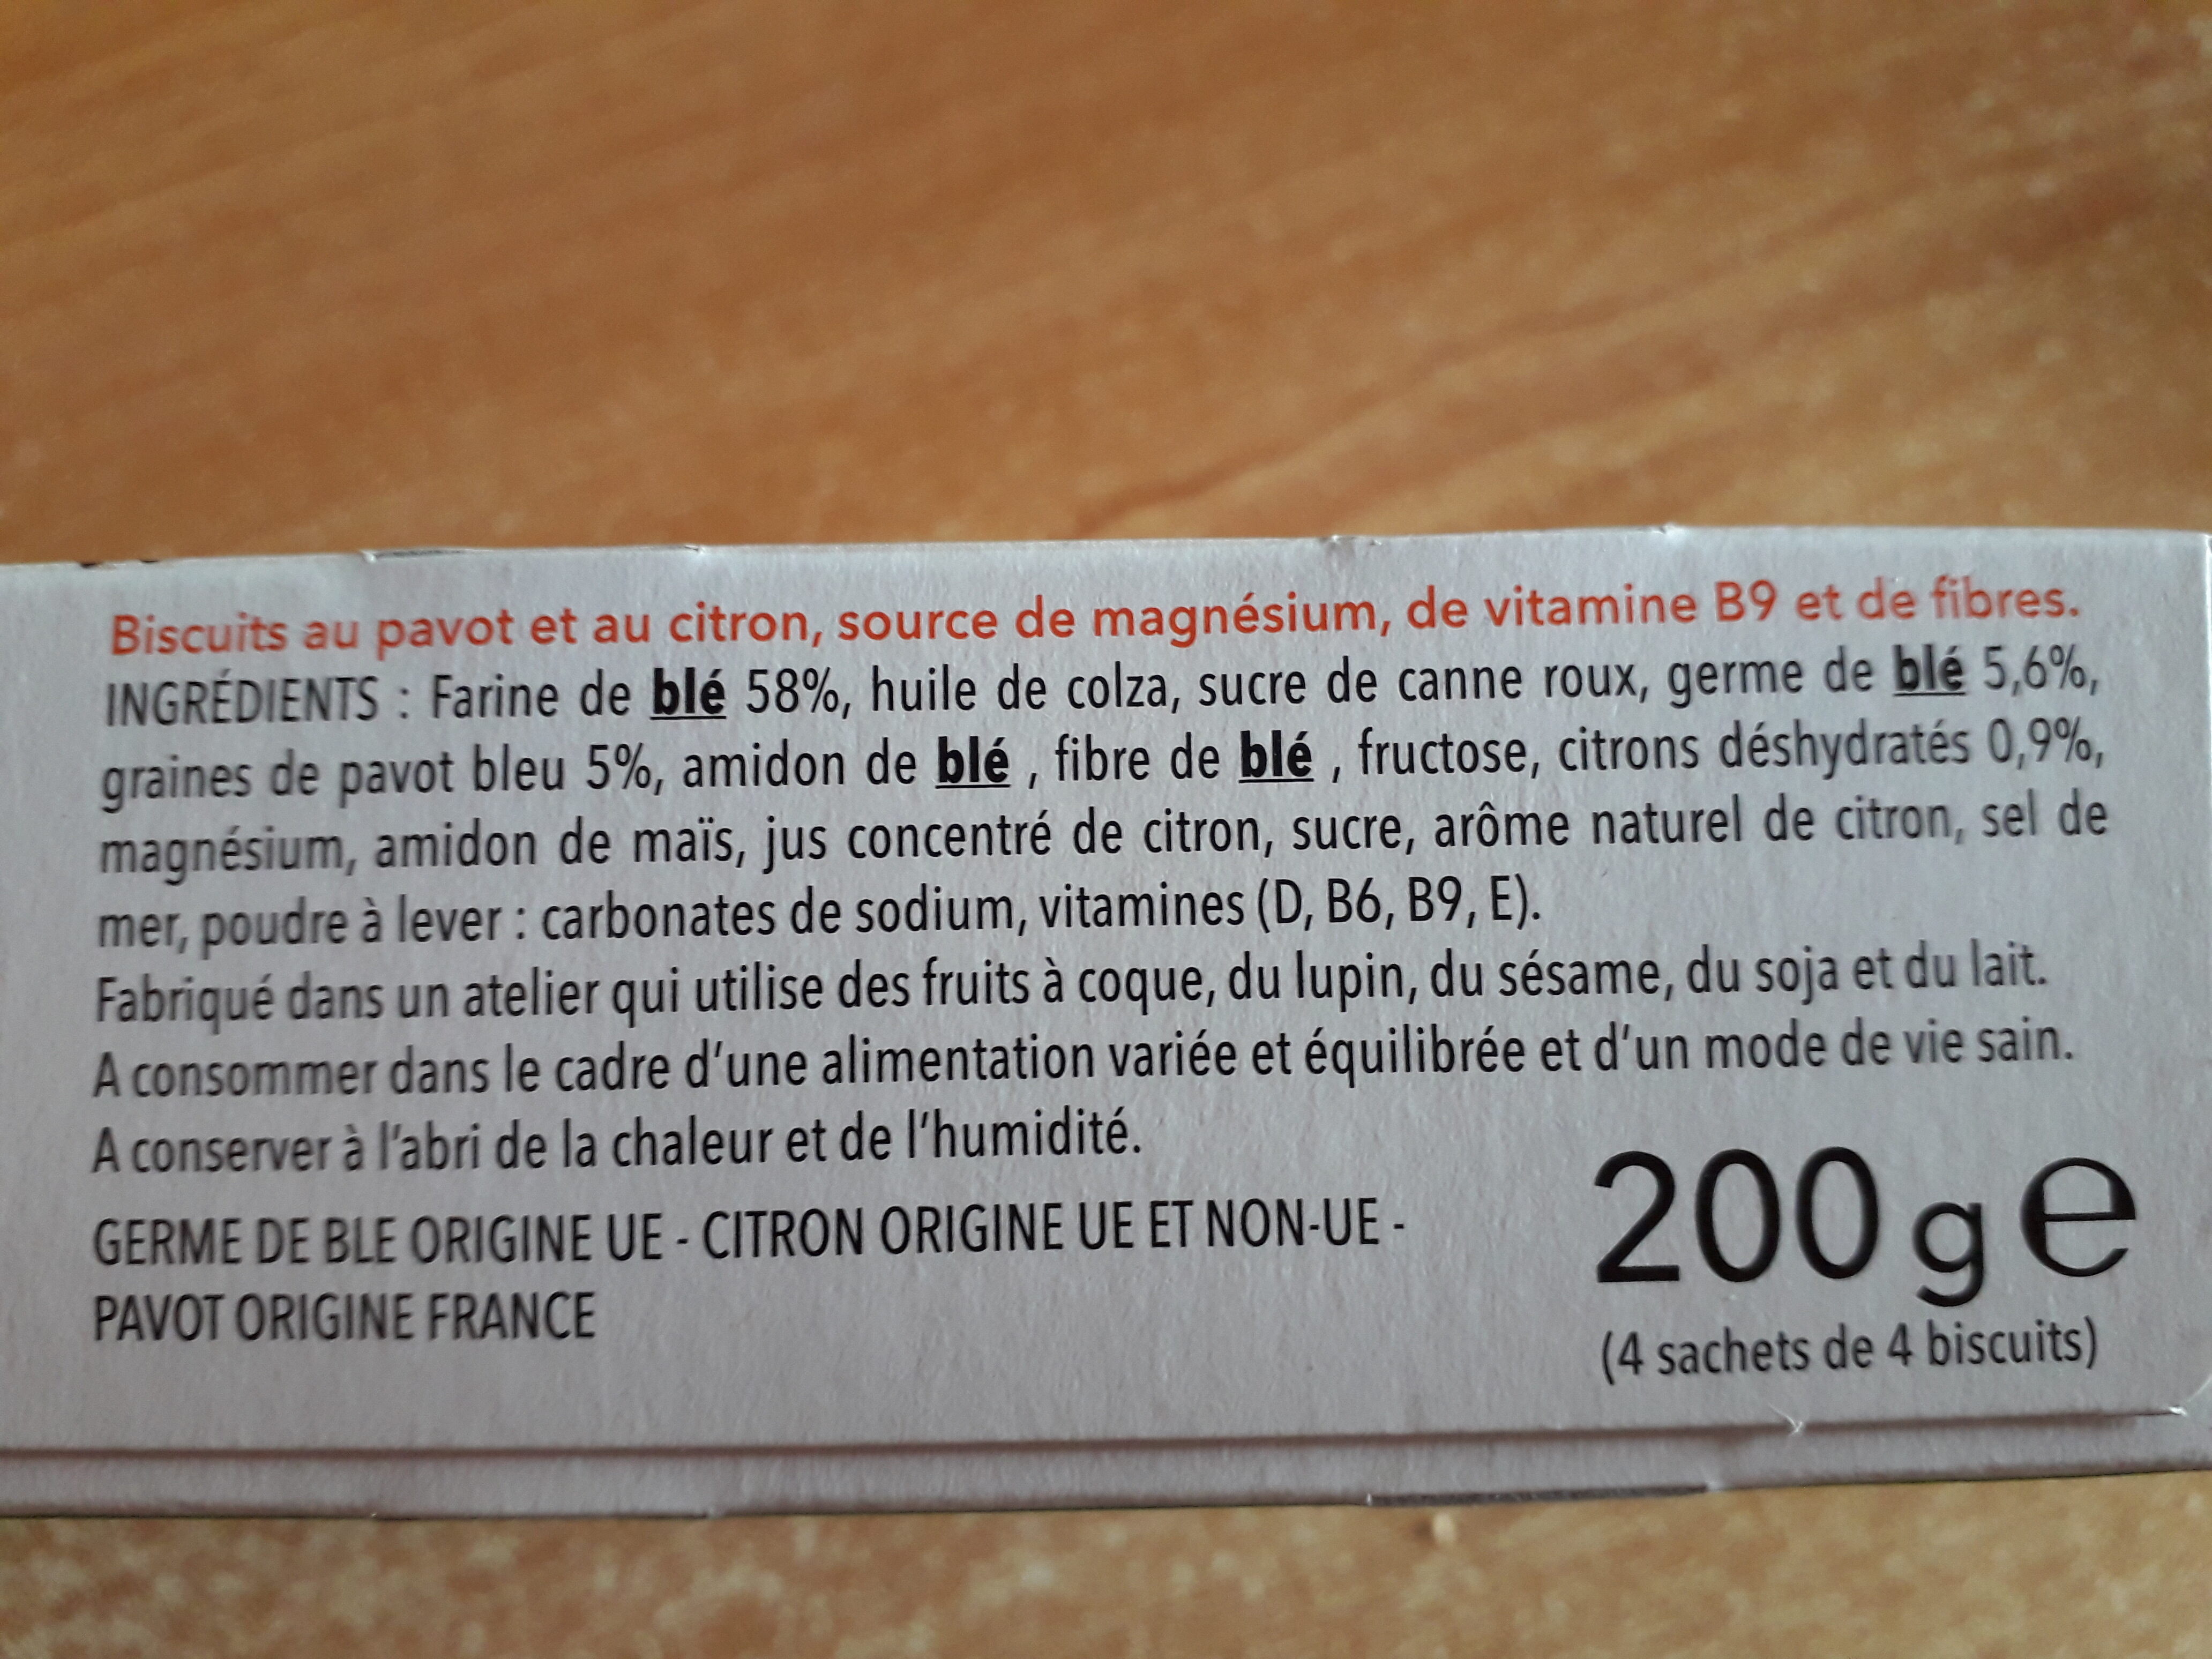 Biscuits au pavot et au citron, source de magnésium, de vitamine B9 et de fibres.
INGRÉDIENTS : Farine de blé 58%, huile de colza, sucre de canne roux, germe de blé 5,6%,
graines de pavot bleu 5%, amidon de blé , fibre de blé , fructose, citrons déshydratés 0,9%,
magnésium, amidon de maïs, jus concentré de citron, sucre, arôme naturel de citron, sel de
mer, poudre à lever : carbonates de sodium, vitamines (D, B6, B9, E).
Fabriqué dans un atelier qui utilise des fruits à coque, du lupin, du sésame, du soja et du lait.
A consommer dans le cadre d'une alimentation variée et équilibrée et d'un mode de vie sain.
A conserver à l'abri de la chaleur et de l'humidité.
GERME DE BLE ORIGINE UE - CITRON ORIGINE UE ET NON-UE -
PAVOT ORIGINE FRANCE
200 g e
(4 sachets de 4 biscuits)